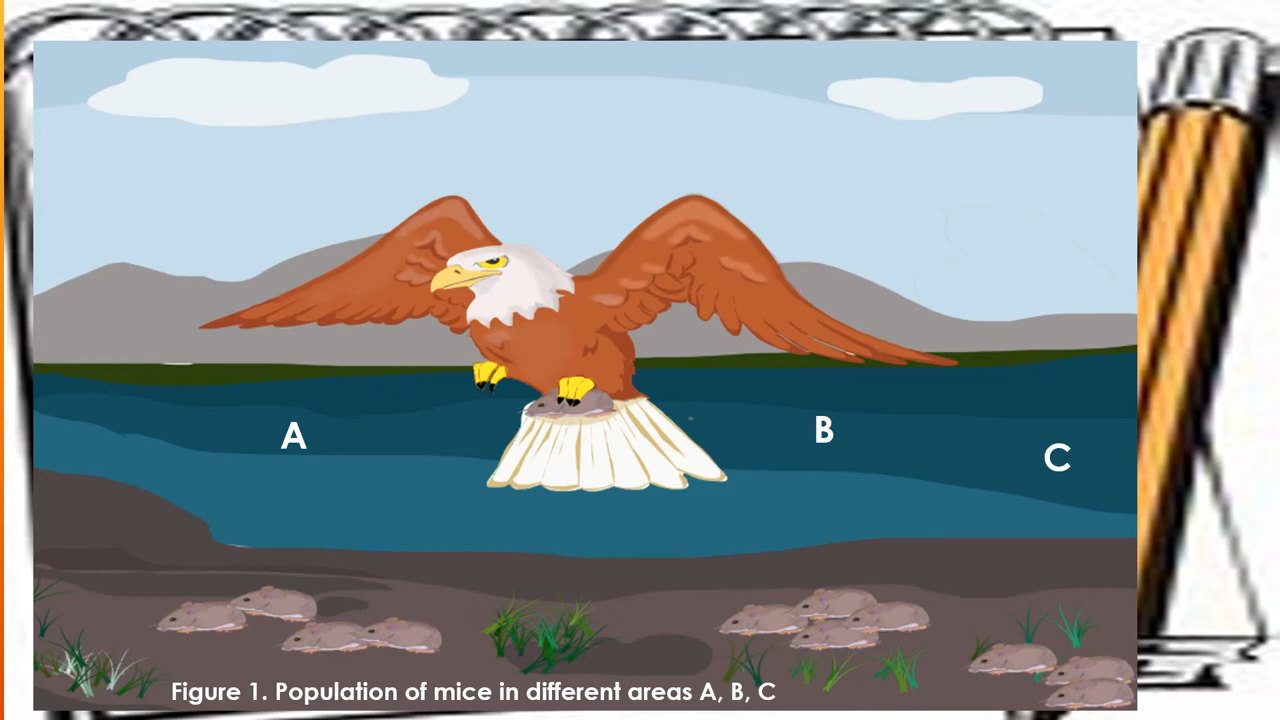 A
B
C
Figure 1. Population of mice in different areas A, B, C